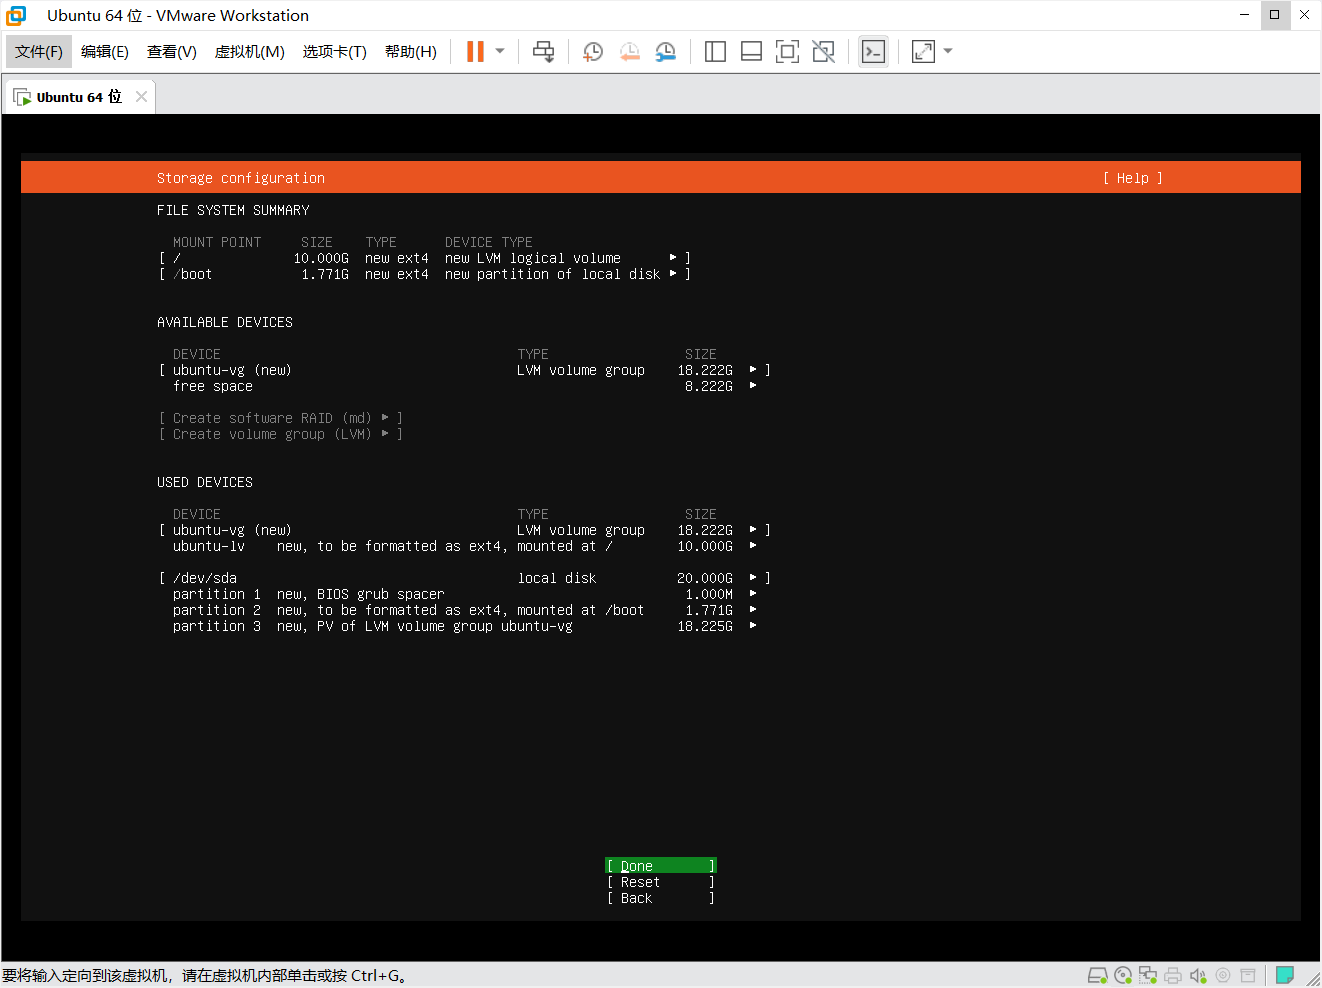 Ubuntu 64 位 - VMware Workstation
文件(F) 编辑(E) 查看(V) 虚拟机(M) 选项卡(T) 帮助(H)
Ubuntu 64 位
Storage configuration [ Help ]
FILE SYSTEM SUMMARY
MOUNT POINT SIZE TYPE DEVICE TYPE
[ / 10.000G new ext4 new LVM logical volume ▸ ]
[ /boot 1.771G new ext4 new partition of local disk ▸ ]
AVAILABLE DEVICES
DEVICE TYPE SIZE
[ ubuntu-vg (new) LVM volume group 18.222G ▸ ]
free space 8.222G ▸
[ Create software RAID (md) ▸ ]
[ Create volume group (LVM) ▸ ]
USED DEVICES
DEVICE TYPE SIZE
[ ubuntu-vg (new) LVM volume group 18.222G ▸ ]
ubuntu-lv new, to be formatted as ext4, mounted at / 10.000G ▸
[ /dev/sda local disk 20.000G ▸ ]
partition 1 new, BIOS grub spacer 1.000M ▸
partition 2 new, to be formatted as ext4, mounted at /boot 1.771G ▸
partition 3 new, PV of LVM volume group ubuntu-vg 18.225G ▸
[ Done ]
[ Reset ]
[ Back ]
要将输入定向到该虚拟机，请在虚拟机内部单击或按 Ctrl+G。